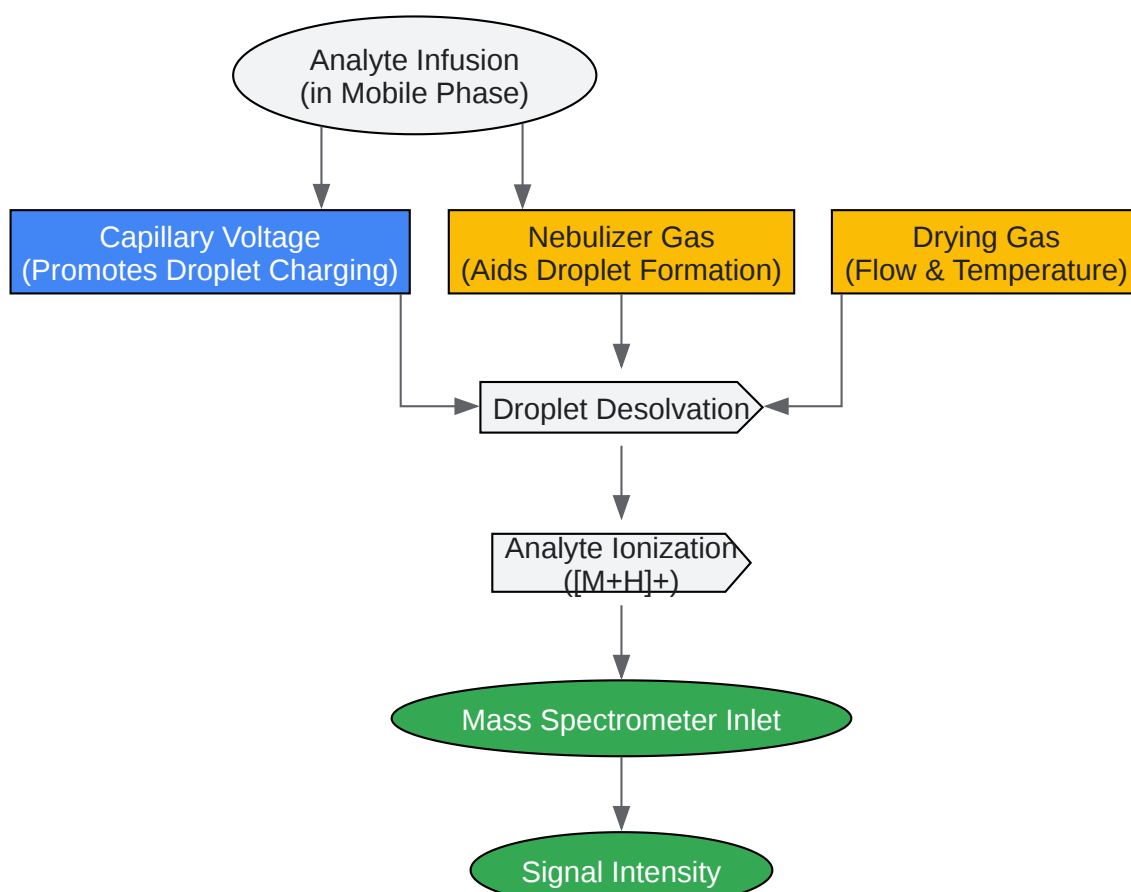 Analyte Infusion
(in Mobile Phase)
Capillary Voltage
(Promotes Droplet Charging)
Nebulizer Gas
(Aids Droplet Formation)
Drying Gas
(Flow & Temperature)
Droplet Desolvation
Analyte Ionization
([M+H]+)
Mass Spectrometer Inlet
Signal Intensity